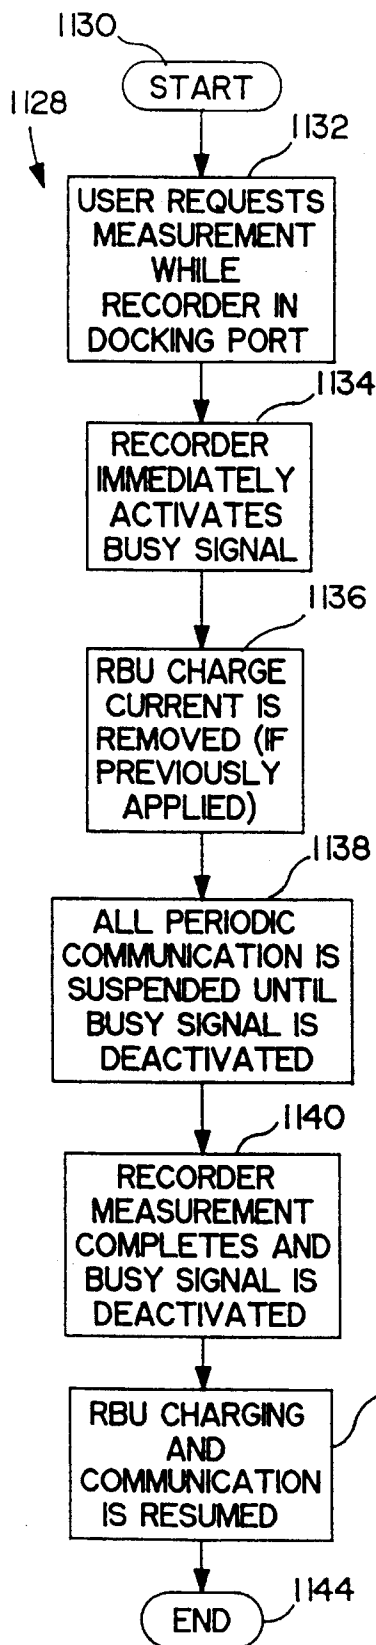 1130
START
1128
1132
USER REQUESTS
MEASUREMENT
WHILE
RECORDER IN
DOCKING PORT
1134
RECORDER
IMMEDIATELY
ACTIVATES
BUSY SIGNAL
1136
RBU CHARGE
CURRENT IS
REMOVED (IF
PREVIOUSLY
APPLIED)
1138
ALL PERIODIC
COMMUNICATION IS
SUSPENDED UNTIL
BUSY SIGNAL IS
DEACTIVATED
1140
RECORDER
MEASUREMENT
COMPLETES AND
BUSY SIGNAL IS
DEACTIVATED
RBU CHARGING
AND
COMMUNICATION
IS RESUMED
1144
END